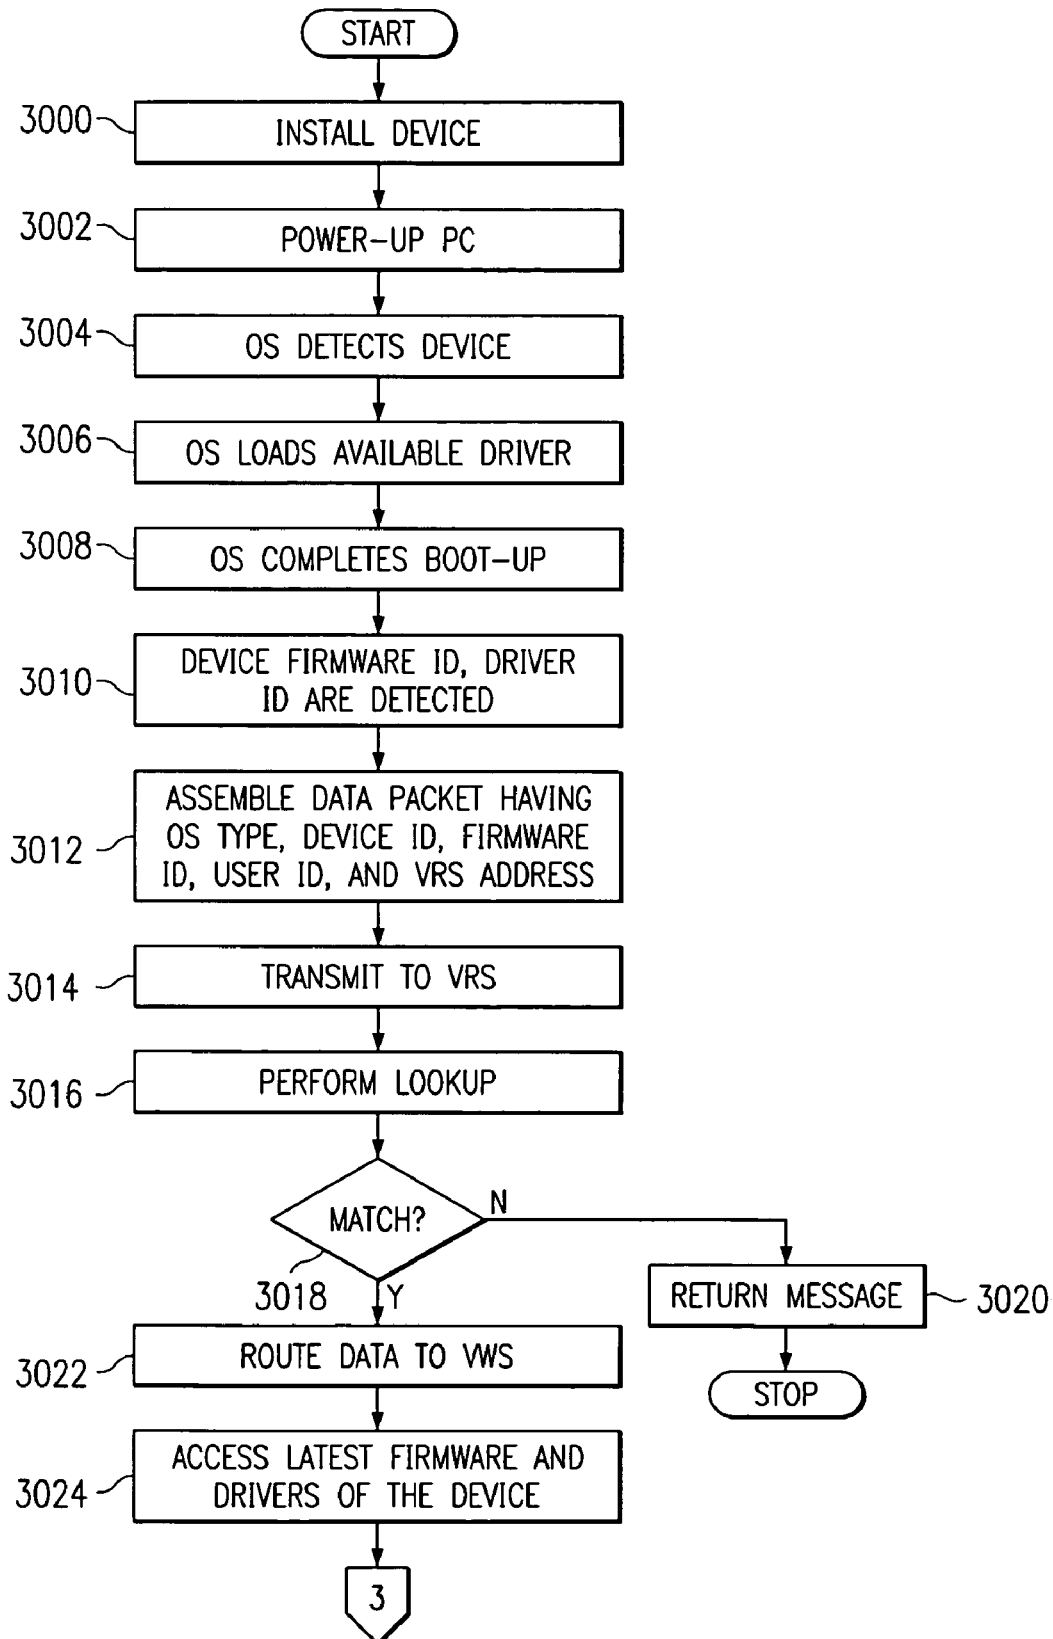 START
3000
INSTALL DEVICE
3002
POWER-UP PC
3004
OS DETECTS DEVICE
3006
OS LOADS AVAILABLE DRIVER
3008
OS COMPLETES BOOT-UP
3010
DEVICE FIRMWARE ID, DRIVER
ID ARE DETECTED
3012
ASSEMBLE DATA PACKET HAVING
OS TYPE, DEVICE ID, FIRMWARE
ID, USER ID, AND VRS ADDRESS
3014
TRANSMIT TO VRS
3016
PERFORM LOOKUP
MATCH?
N
3018
Y
RETURN MESSAGE
3020
STOP
3022
ROUTE DATA TO VWS
3024
ACCESS LATEST FIRMWARE AND
DRIVERS OF THE DEVICE
3